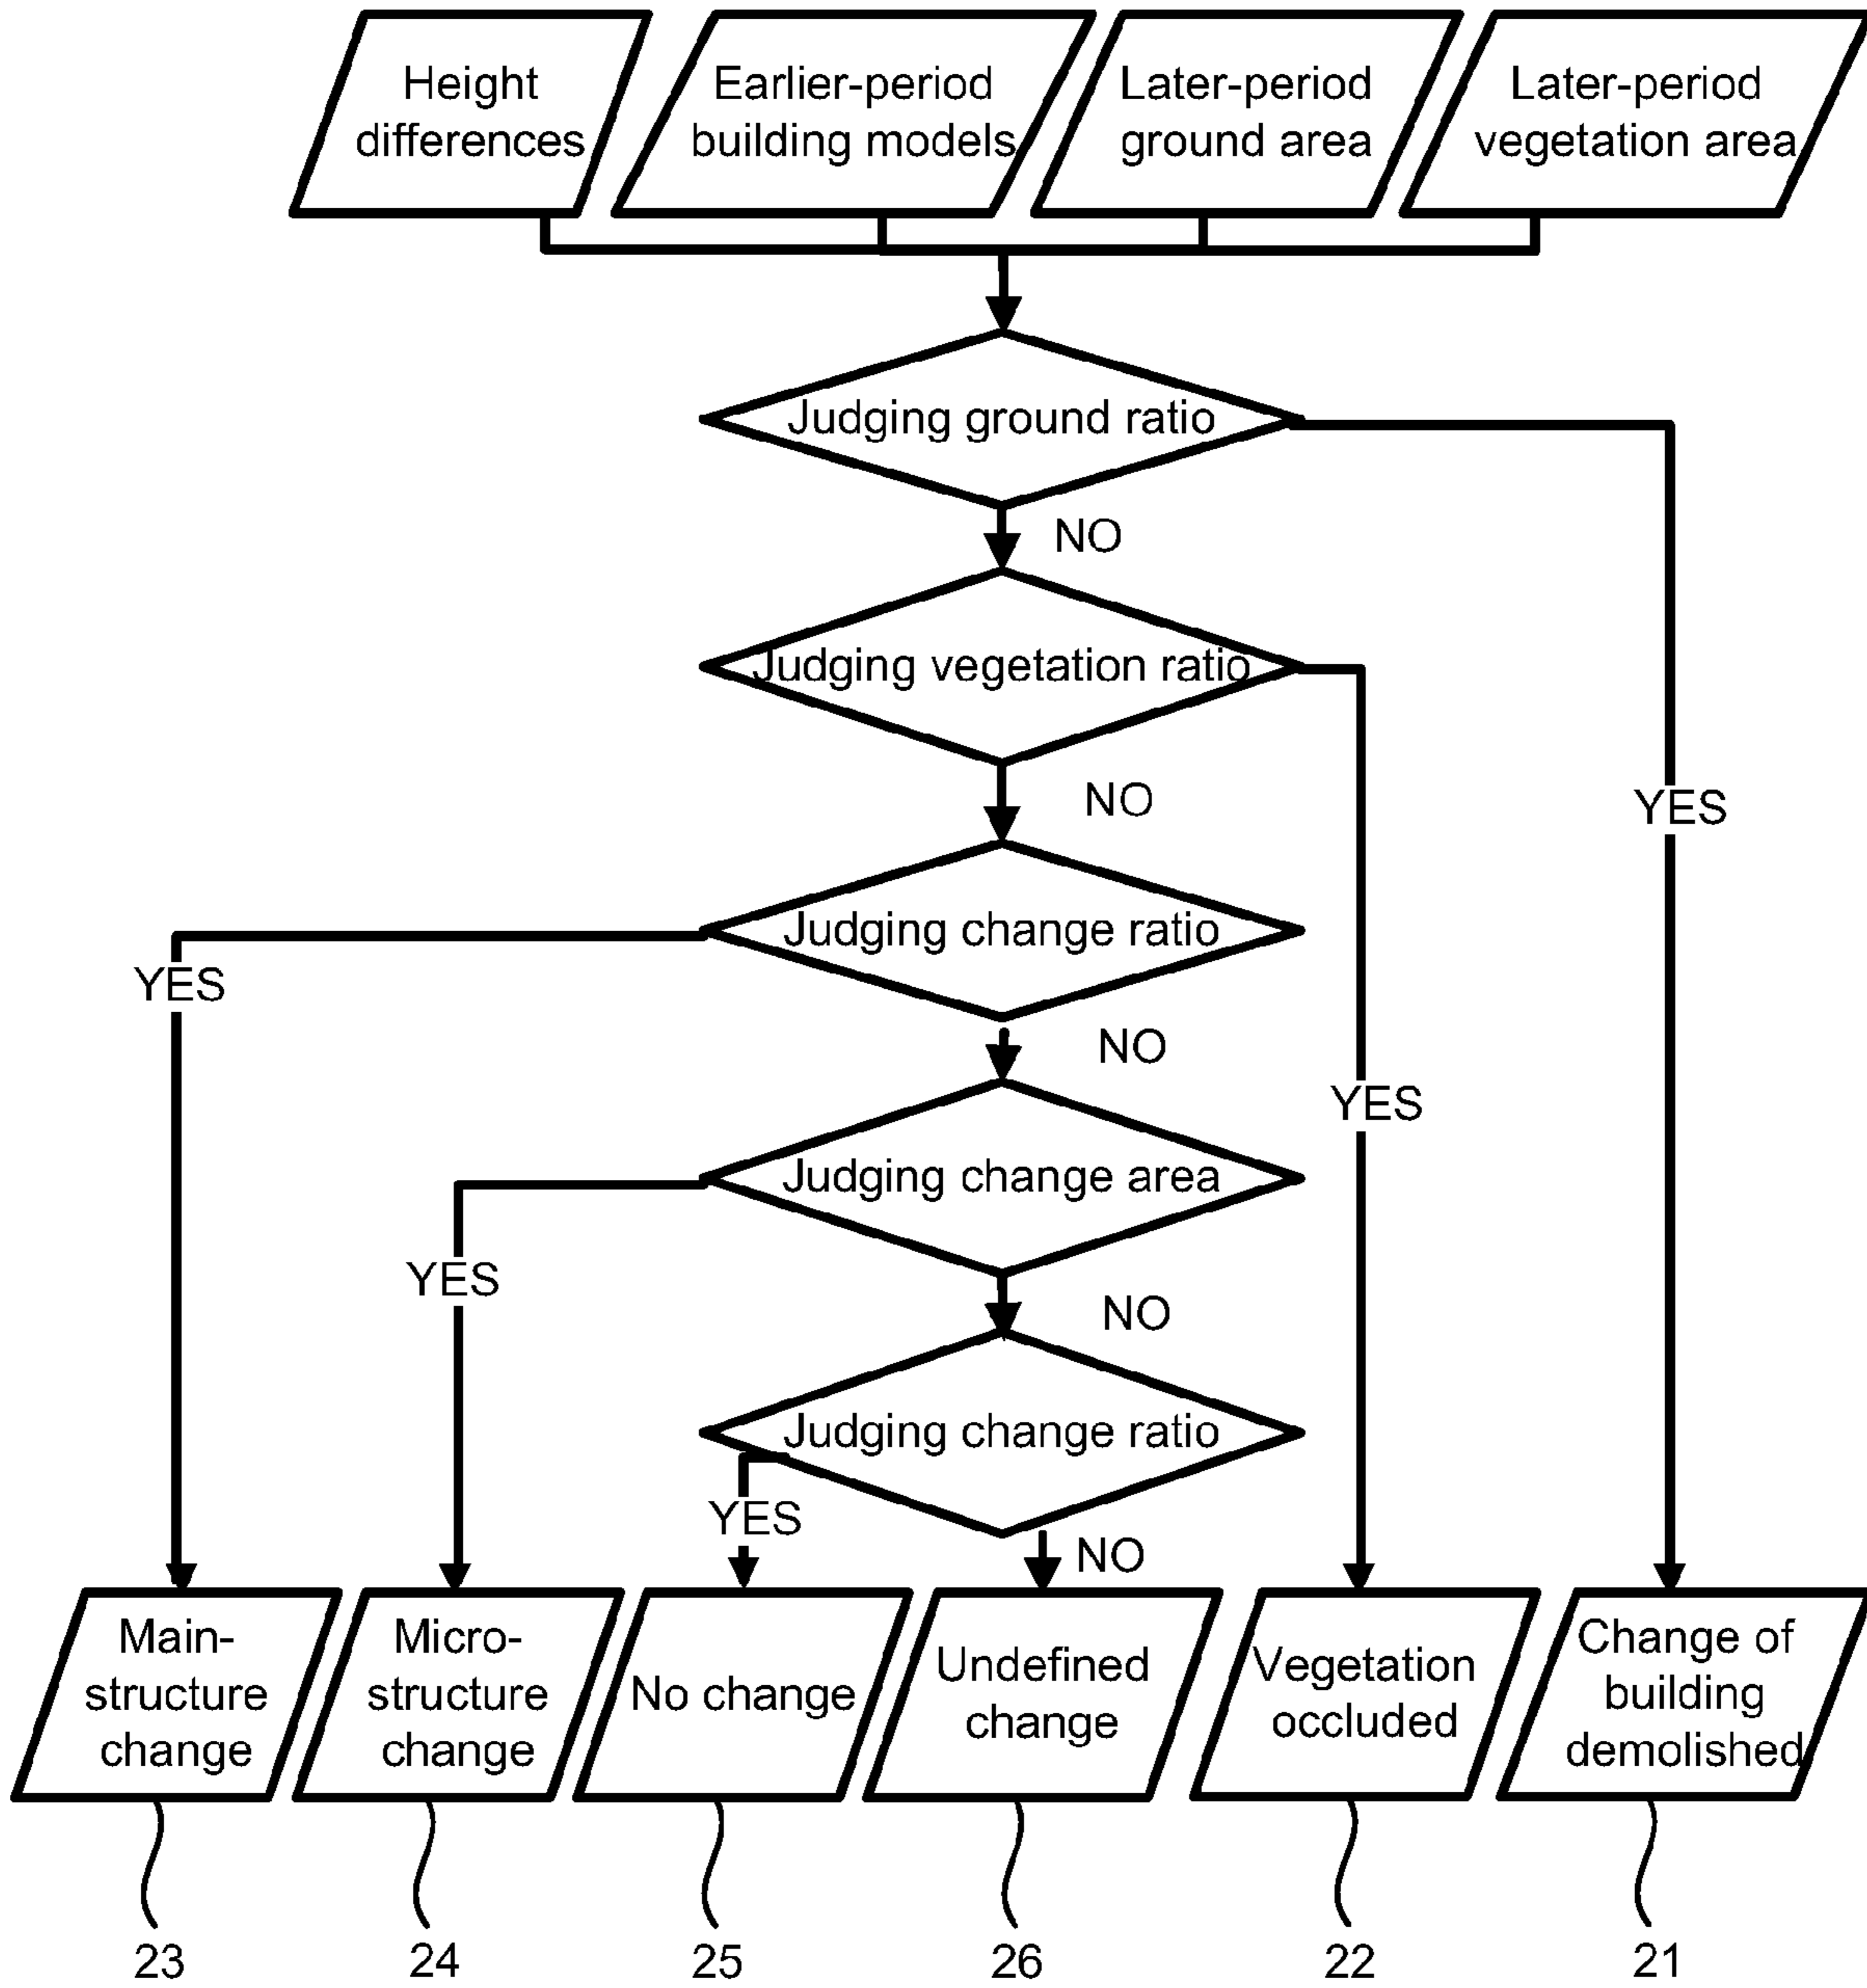 Height
differences
Earlier-period
building models
Later-period
ground area
Later-period
vegetation area
Judging ground ratio
NO
Judging vegetation ratio
NO
YES
Judging change ratio
YES
NO
YES
Judging change area
YES
NO
Judging change ratio
YES
NO
Main-
structure
change
Micro-
structure
change
No change
Undefined
change
Vegetation
occluded
Change of
building
demolished
23
24
25
26
22
21